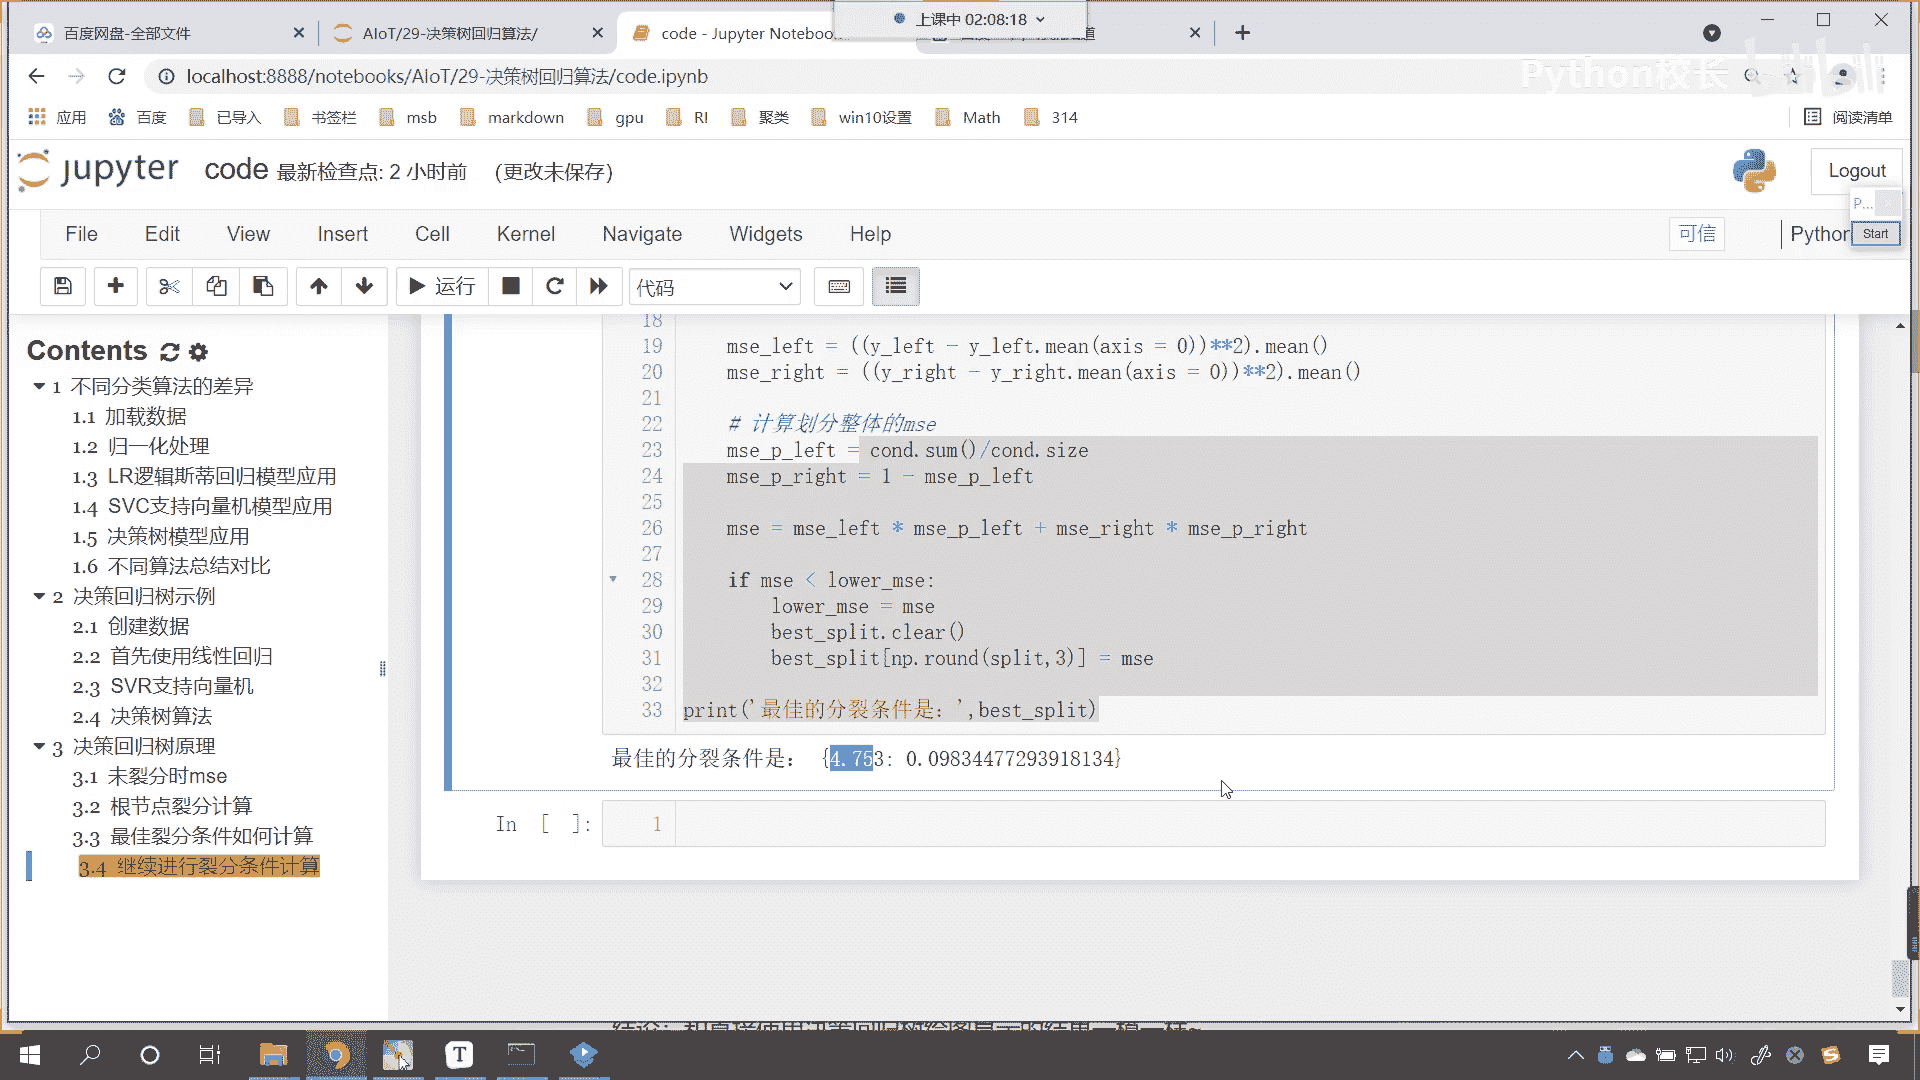 上课中 02:08:18
百度网盘-全部文件
AIoT/29-决策树回归算法/
code - Jupyter Notebook
localhost:8888/notebooks/AIoT/29-决策树回归算法/code.ipynb
Python校长
应用 百度 已导入 书签栏 msb markdown gpu RI 聚类 win10设置 Math 314 阅读清单
jupyter code 最新检查点: 2 小时前 (更改未保存)
Logout
P...
File Edit View Insert Cell Kernel Navigate Widgets Help 可信 Python
Start
运行 代码
Contents
1 不同分类算法的差异
1.1 加载数据
1.2 归一化处理
1.3 LR逻辑斯蒂回归模型应用
1.4 SVC支持向量机模型应用
1.5 决策树模型应用
1.6 不同算法总结对比
2 决策回归树示例
2.1 创建数据
2.2 首先使用线性回归
2.3 SVR支持向量机
2.4 决策树算法
3 决策回归树原理
3.1 未裂分时mse
3.2 根节点裂分计算
3.3 最佳裂分条件如何计算
3.4 继续进行裂分条件计算
18
19 mse_left = ((y_left - y_left.mean(axis = 0))**2).mean()
20 mse_right = ((y_right - y_right.mean(axis = 0))**2).mean()
21
22 # 计算划分整体的mse
23 mse_p_left = cond.sum()/cond.size
24 mse_p_right = 1 - mse_p_left
25
26 mse = mse_left * mse_p_left + mse_right * mse_p_right
27
28 if mse < lower_mse:
29 lower_mse = mse
30 best_split.clear()
31 best_split[np.round(split,3)] = mse
32
33 print('最佳的分裂条件是：',best_split)
最佳的分裂条件是： {4.753: 0.09834477293918134}
In [ ]: 1